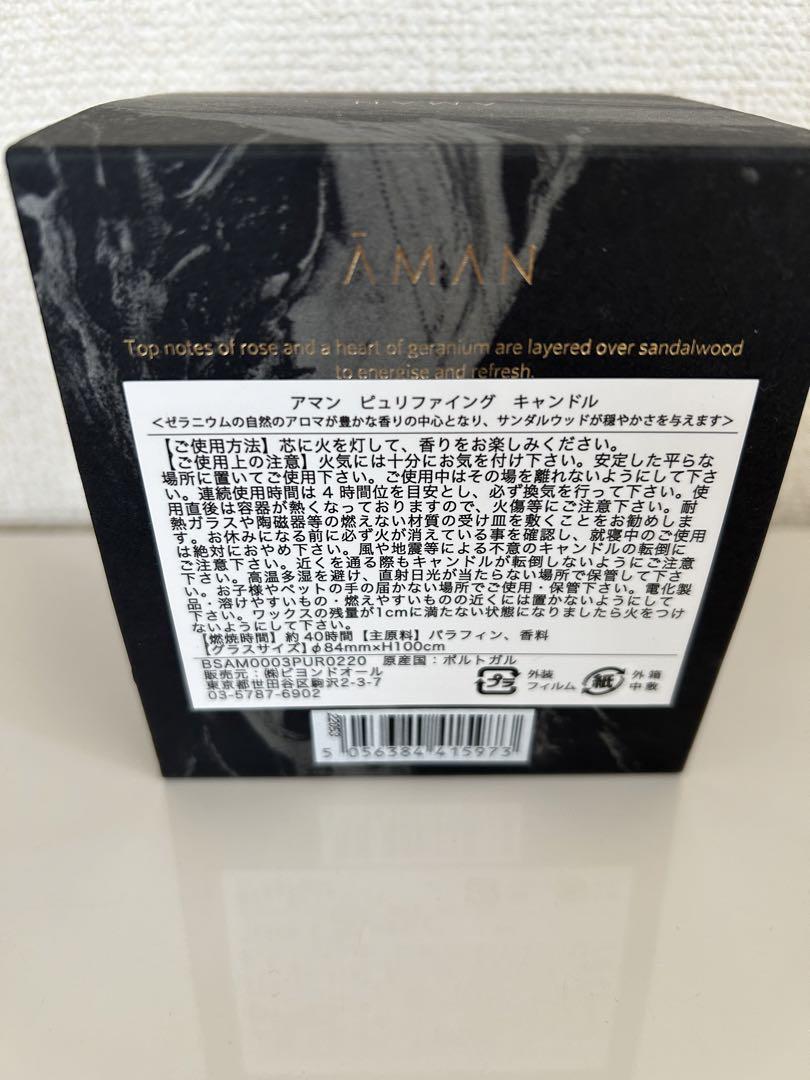 AMAN
ĀMAN
Top notes of rose and a heart of geranium are layered over sandalwood
to energise and refresh.
アマン ピュリファイング キャンドル
＜ゼラニウムの自然のアロマが豊かな香りの中心となり、サンダルウッドが穏やかさを与えます＞
【ご使用方法】芯に火を灯して、香りをお楽しみください。
【ご使用上の注意】火気には十分にお気を付け下さい。安定した平らな
場所に置いてご使用下さい。ご使用中はその場を離れないようにして下さ
い。連続使用時間は4時間位を目安とし、必ず換気を行って下さい。使
用直後は容器が熱くなっておりますので、火傷等にご注意下さい。耐
熱ガラスや陶磁器等の燃えない材質の受け皿を敷くことをお勧めしま
す。お休みになる前に必ず火が消えている事を確認し、就寝中のご使用
は絶対におやめ下さい。風や地震等による不意のキャンドルの転倒に
ご注意下さい。近くを通る際もキャンドルが転倒しないようにご注意
下さい。高温多湿を避け、直射日光が当たらない場所で保管して下さ
い。お子様やペットの手の届かない場所でご使用・保管下さい。電化製
品・溶けやすいもの・燃えやすいものの近くには置かないようにして
下さい。ワックスの残量が1cmに満たない状態になりましたら火をつけ
ないようにして下さい。
【燃焼時間】約40時間【主原料】パラフィン、香料
【グラスサイズ】φ84mm×H100cm
BSAM0003PUR0220 原産国：ポルトガル
販売元：㈱ビヨンドオール
東京都世田谷区駒沢2-3-7
03-5787-6902
プラ
外装
フィルム
紙
外箱
中敷
22083
5 056384 415973